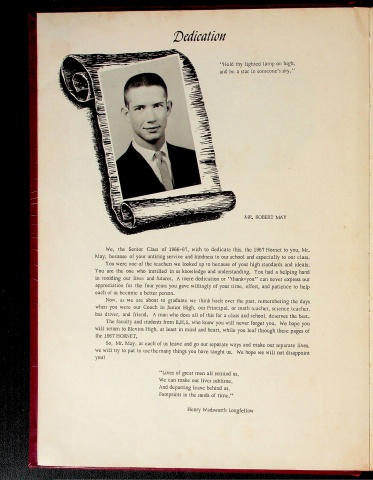 Dedication
"Hold thy lighted lamp on high,
and be a star in someone's sky."
MR. ROBERT MAY
We, the Senior Class of 1966-67, wish to dedicate this, the 1967 Hornet to you, Mr.
May, because of your untiring service and kindness to our school and especially to our class.
You were one of the teachers we looked up to because of your high standards and ideals.
You are the one who instilled in us knowledge and understanding. You had a helping hand
in molding our lives and futures. A mere dedication or "thank-you" can never express our
appreciation for the four years you gave willingly of your time, effort, and patience to help
each of us become a better person.
Now, as we are about to graduate we think back over the past, remembering the days
when you were our Coach in Junior High, our Principal, or math teacher, science teacher,
bus driver, and friend. A man who does all of this for a class and school, deserves the best.
The faculty and students from B.H.S. who know you will never forget you. We hope you
will return to Blevins High, at least in mind and heart, while you leaf through these pages of
the 1967 HORNET.
So, Mr. May, as each of us leave and go our separate ways and make our separate lives,
we will try to put to use the many things you have taught us. We hope we will not disappoint
you!
"Lives of great men all remind us,
We can make our lives sublime,
And departing leave behind us,
Footprints in the sands of time."
Henry Wadsworth Longfellow